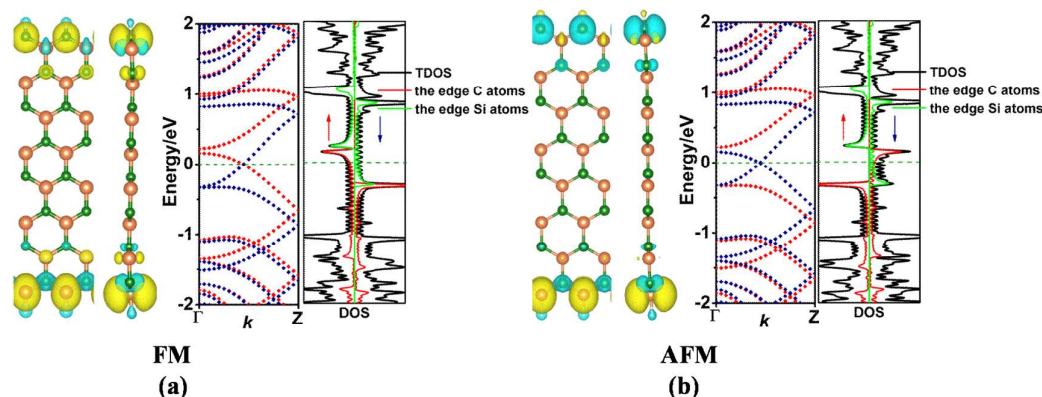 2
1
0
-1
-2
Energy/eV
Γ k Z
DOS
TDOS
the edge C atoms
the edge Si atoms
FM
(a)
2
1
0
-1
-2
Energy/eV
Γ k Z
DOS
TDOS
the edge C atoms
the edge Si atoms
AFM
(b)